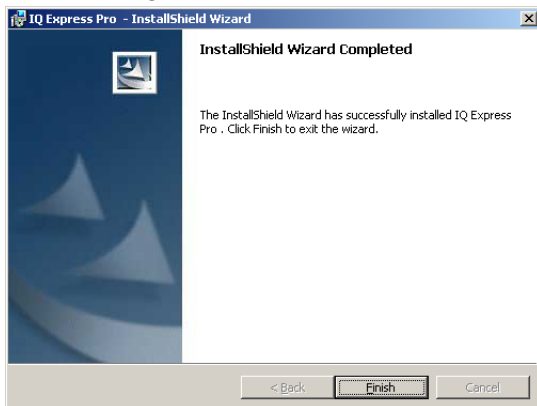 IQ Express Pro - InstallShield Wizard
InstallShield Wizard Completed
The InstallShield Wizard has successfully installed IQ Express
Pro . Click Finish to exit the wizard.
< Back
Finish
Cancel